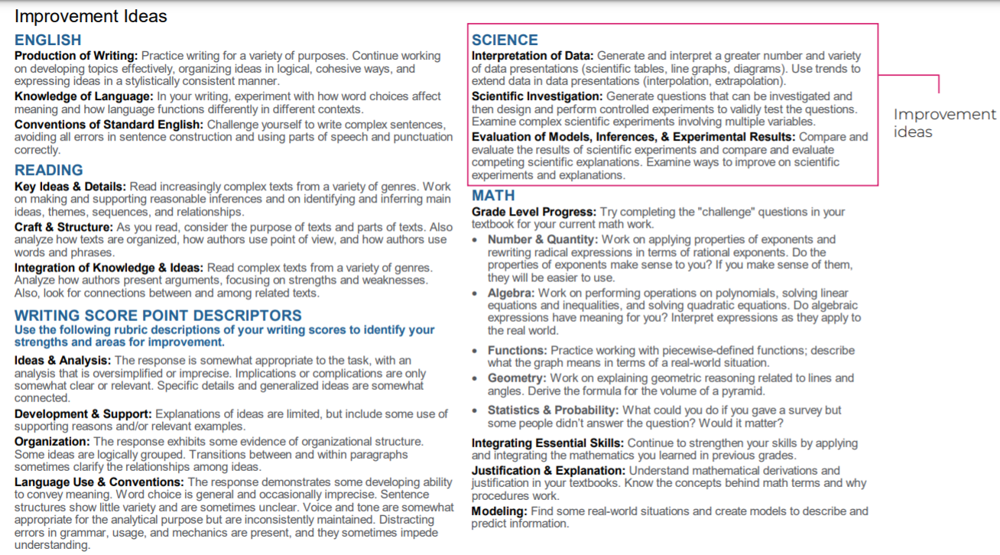 Improvement Ideas
ENGLISH
Production of Writing: Practice writing for a variety of purposes. Continue working
on developing topics effectively, organizing ideas in logical, cohesive ways, and
expressing ideas in a stylistically consistent manner.
Knowledge of Language: In your writing, experiment with how word choices affect
meaning and how language functions differently in different contexts.
Conventions of Standard English: Challenge yourself to write complex sentences,
avoiding all errors in sentence construction and using parts of speech and punctuation
correctly.
READING
Key Ideas & Details: Read increasingly complex texts from a variety of genres. Work
on making and supporting reasonable inferences and on identifying and inferring main
ideas, themes, sequences, and relationships.
Craft & Structure: As you read, consider the purpose of texts and parts of texts. Also
analyze how texts are organized, how authors use point of view, and how authors use
words and phrases.
Integration of Knowledge & Ideas: Read complex texts from a variety of genres.
Analyze how authors present arguments, focusing on strengths and weaknesses.
Also, look for connections between and among related texts.
WRITING SCORE POINT DESCRIPTORS
Use the following rubric descriptions of your writing scores to identify your
strengths and areas for improvement.
Ideas & Analysis: The response is somewhat appropriate to the task, with an
analysis that is oversimplified or imprecise. Implications or complications are only
somewhat clear or relevant. Specific details and generalized ideas are somewhat
connected.
Development & Support: Explanations of ideas are limited, but include some use of
supporting reasons and/or relevant examples.
Organization: The response exhibits some evidence of organizational structure.
Some ideas are logically grouped. Transitions between and within paragraphs
sometimes clarify the relationships among ideas.
Language Use & Conventions: The response demonstrates some developing ability
to convey meaning. Word choice is general and occasionally imprecise. Sentence
structures show little variety and are sometimes unclear. Voice and tone are somewhat
appropriate for the analytical purpose but are inconsistently maintained. Distracting
errors in grammar, usage, and mechanics are present, and they sometimes impede
understanding.
SCIENCE
Interpretation of Data: Generate and interpret a greater number and variety
of data presentations (scientific tables, line graphs, diagrams). Use trends to
extend data in data presentations (interpolation, extrapolation).
Scientific Investigation: Generate questions that can be investigated and
then design and perform controlled experiments to validly test the questions.
Examine complex scientific experiments involving multiple variables.
Evaluation of Models, Inferences, & Experimental Results: Compare and
evaluate the results of scientific experiments and compare and evaluate
competing scientific explanations. Examine ways to improve on scientific
experiments and explanations.
MATH
Grade Level Progress: Try completing the "challenge" questions in your
textbook for your current math work.
• Number & Quantity: Work on applying properties of exponents and
rewriting radical expressions in terms of rational exponents. Do the
properties of exponents make sense to you? If you make sense of them,
they will be easier to use.
• Algebra: Work on performing operations on polynomials, solving linear
equations and inequalities, and solving quadratic equations. Do algebraic
expressions have meaning for you? Interpret expressions as they apply to
the real world.
• Functions: Practice working with piecewise-defined functions; describe
what the graph means in terms of a real-world situation.
• Geometry: Work on explaining geometric reasoning related to lines and
angles. Derive the formula for the volume of a pyramid.
• Statistics & Probability: What could you do if you gave a survey but
some people didn't answer the question? Would it matter?
Integrating Essential Skills: Continue to strengthen your skills by applying
and integrating the mathematics you learned in previous grades.
Justification & Explanation: Understand mathematical derivations and
justification in your textbooks. Know the concepts behind math terms and why
procedures work.
Modeling: Find some real-world situations and create models to describe and
predict information.
Improvement
ideas